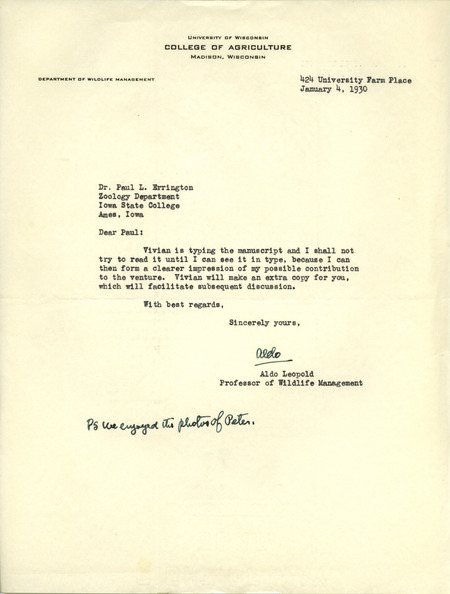 UNIVERSITY OF WISCONSIN
COLLEGE OF AGRICULTURE
MADISON, WISCONSIN
DEPARTMENT OF WILDLIFE MANAGEMENT
424 University Farm Place
January 4, 1930
Dr. Paul L. Errington
Zoology Department
Iowa State College
Ames, Iowa
Dear Paul:
Vivian is typing the manuscript and I shall not
try to read it until I can see it in type, because I can
then form a clearer impression of my possible contribution
to the venture. Vivian will make an extra copy for you,
which will facilitate subsequent discussion.
With best regards,
Sincerely yours,
Aldo
Aldo Leopold
Professor of Wildlife Management
PS We enjoyed the photos of Peter.